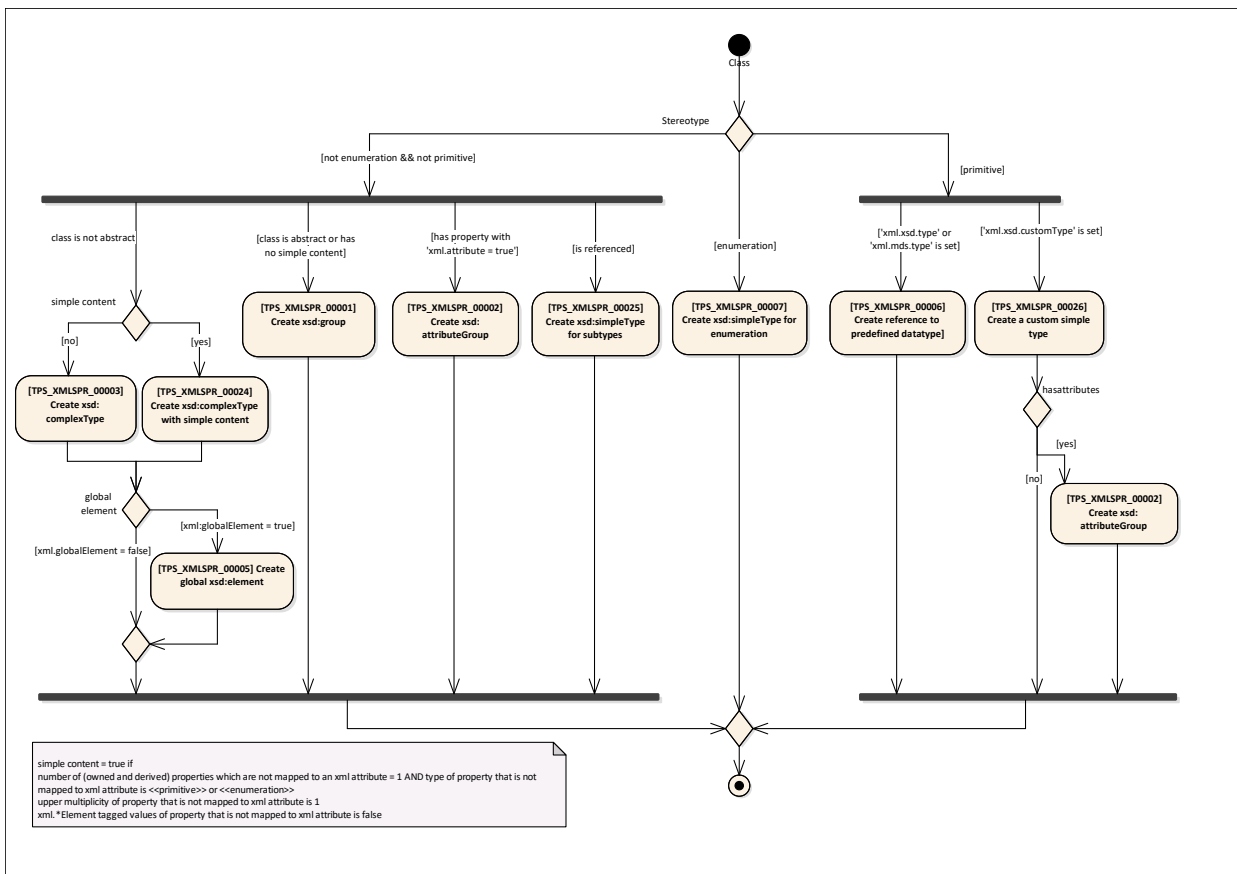 Class
Stereotype
[not enumeration && not primitive]
[primitive]
class is not abstract
[class is abstract or has
no simple content]
[has property with
'xml.attribute = true']
[is referenced]
[enumeration]
['xml.xsd.type' or
'xml.mds.type' is set]
['xml.xsd.customType' is set]
simple content
[no]
[yes]
[TPS_XMLSPR_00001]
Create xsd:group
[TPS_XMLSPR_00002]
Create xsd:
attributeGroup
[TPS_XMLSPR_00025]
Create xsd:simpleType
for subtypes
[TPS_XMLSPR_00007]
Create xsd:simpleType for
enumeration
[TPS_XMLSPR_00006]
Create reference to
predefined datatype]
[TPS_XMLSPR_00026]
Create a custom simple
type
[TPS_XMLSPR_00003]
Create xsd:
complexType
[TPS_XMLSPR_00024]
Create xsd:complexType
with simple content
hasattributes
[yes]
[no]
[TPS_XMLSPR_00002]
Create xsd:
attributeGroup
global
element
[xml:globalElement = true]
[xml.globalElement = false]
[TPS_XMLSPR_00005] Create
global xsd:element
simple content = true if
number of (owned and derived) properties which are not mapped to an xml attribute = 1 AND type of property that is not
mapped to xml attribute is <<primitive>> or <<enumeration>>
upper multiplicity of property that is not mapped to xml attribute is 1
xml.*Element tagged values of property that is not mapped to xml attribute is false